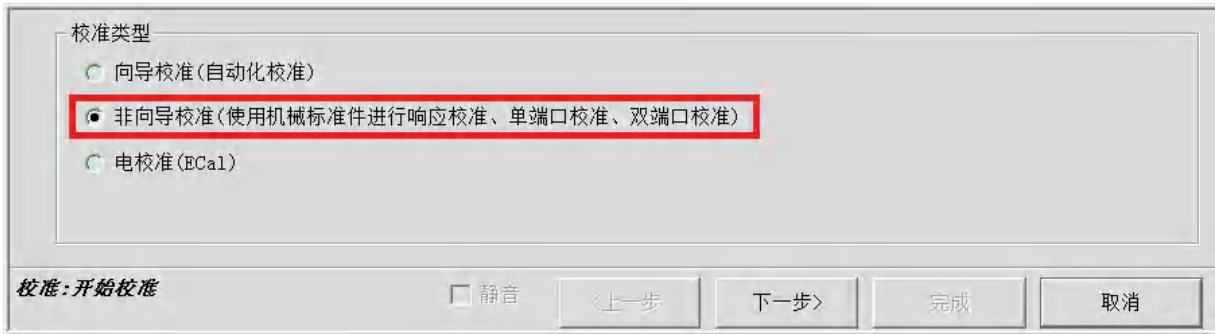 校准类型
向导校准(自动化校准)
非向导校准(使用机械标准件进行响应校准、单端口校准、双端口校准)
电校准(ECal)
校准:开始校准
静音
<上一步
下一步>
完成
取消